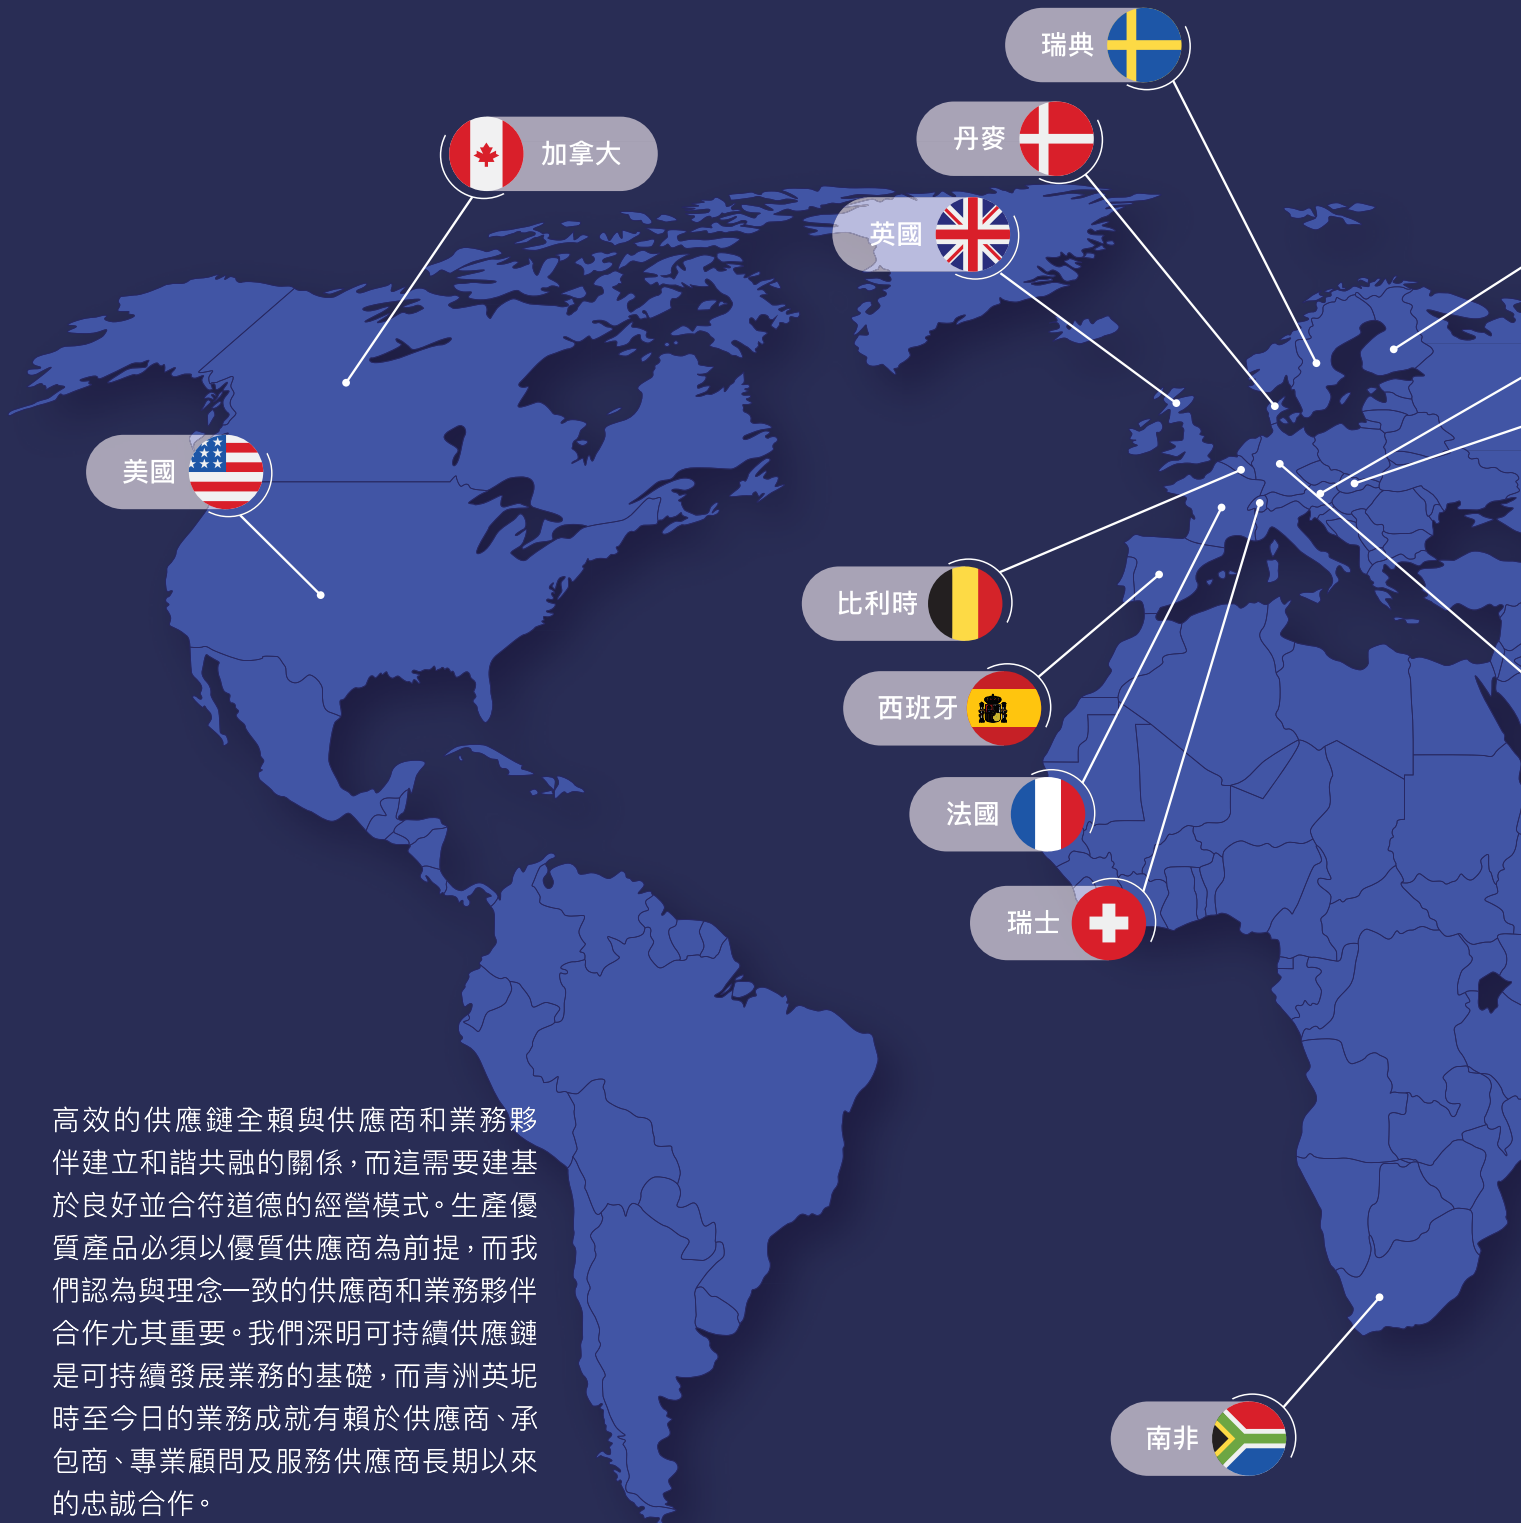 瑞典
丹麥
加拿大
英國
美國
比利時
西班牙
法國
瑞士
高效的供應鏈全賴與供應商和業務夥
伴建立和諧共融的關係，而這需要建基
於良好並合符道德的經營模式。生產優
質產品必須以優質供應商為前提，而我
們認為與理念一致的供應商和業務夥伴
合作尤其重要。我們深明可持續供應鏈
是可持續發展業務的基礎，而青洲英坭
時至今日的業務成就有賴於供應商、承
包商、專業顧問及服務供應商長期以來
的忠誠合作。
南非